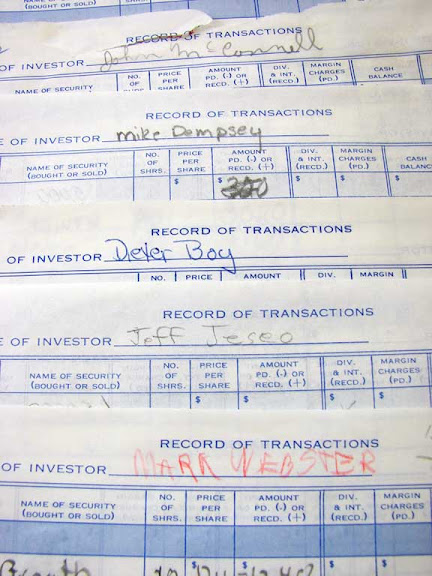 RECORD OF TRANSACTIONS
OF INVESTOR John McConnell
NAME OF SECURITY NO. OF PRICE PER AMOUNT PD. (-) OR RECD. (+) DIV. & INT. (RECD.) MARGIN CHARGES (PD.) CASH BALANCE
RECORD OF TRANSACTIONS
E OF INVESTOR Mike Dempsey
NAME OF SECURITY (BOUGHT OR SOLD) NO. OF SHRS. PRICE PER SHARE AMOUNT PD. (-) OR RECD. (+) DIV. & INT. (RECD.) MARGIN CHARGES (PD.) CASH BALANC
$ $ $ $
RECORD OF TRANSACTIONS
OF INVESTOR Dexer Boy
NO. PRICE AMOUNT DIV. MARGIN
RECORD OF TRANSACTIONS
E OF INVESTOR Jeff Jeseo
NAME OF SECURITY (BOUGHT OR SOLD) NO. OF SHRS. PRICE PER SHARE AMOUNT PD. (-) OR RECD. (+) DIV. & INT. (RECD.) MARGIN CHARGES (PD.)
$ $ $ $
RECORD OF TRANSACTIONS
OF INVESTOR MARK WEBSTER
NAME OF SECURITY (BOUGHT OR SOLD) NO. OF SHRS. PRICE PER SHARE AMOUNT PD. (-) OR RECD. (+) DIV. & INT. (RECD.) MARGIN CHARGES (PD.)
$ $ $ $
Growth 10